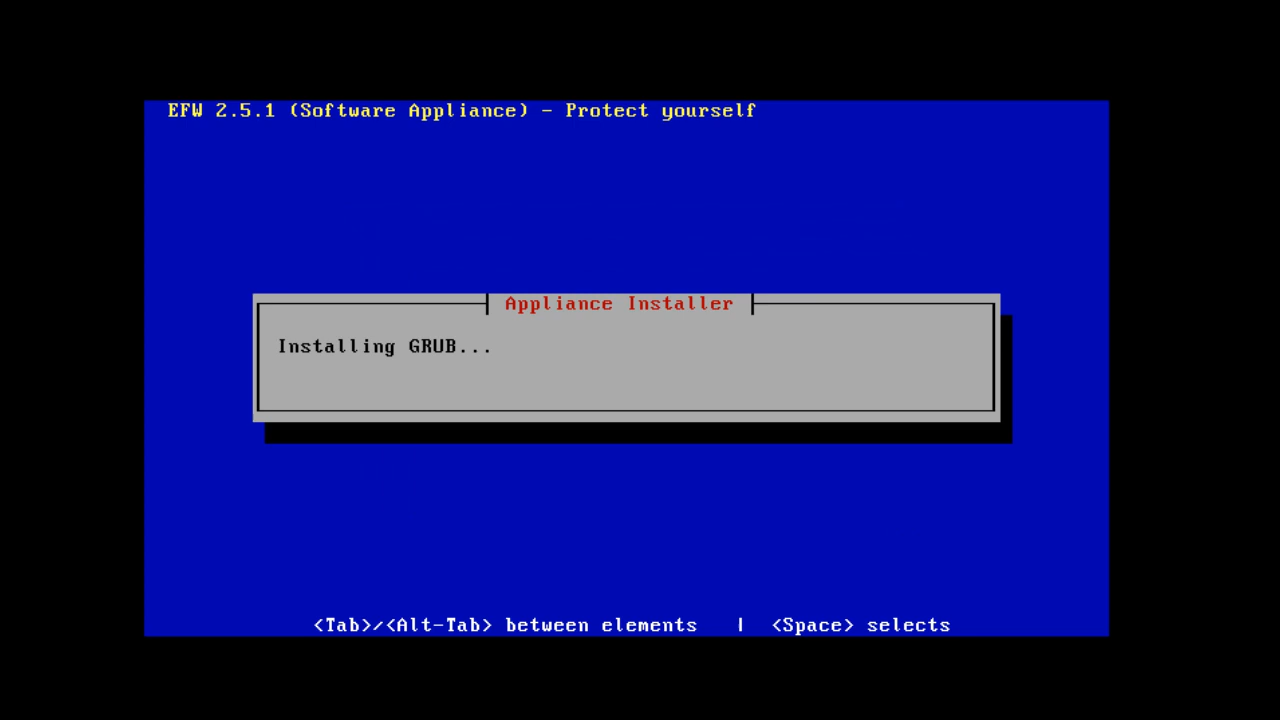 EFW 2.5.1 (Software Appliance) - Protect yourself
Appliance Installer
Installing GRUB...
<Tab>/<Alt-Tab> between elements | <Space> selects